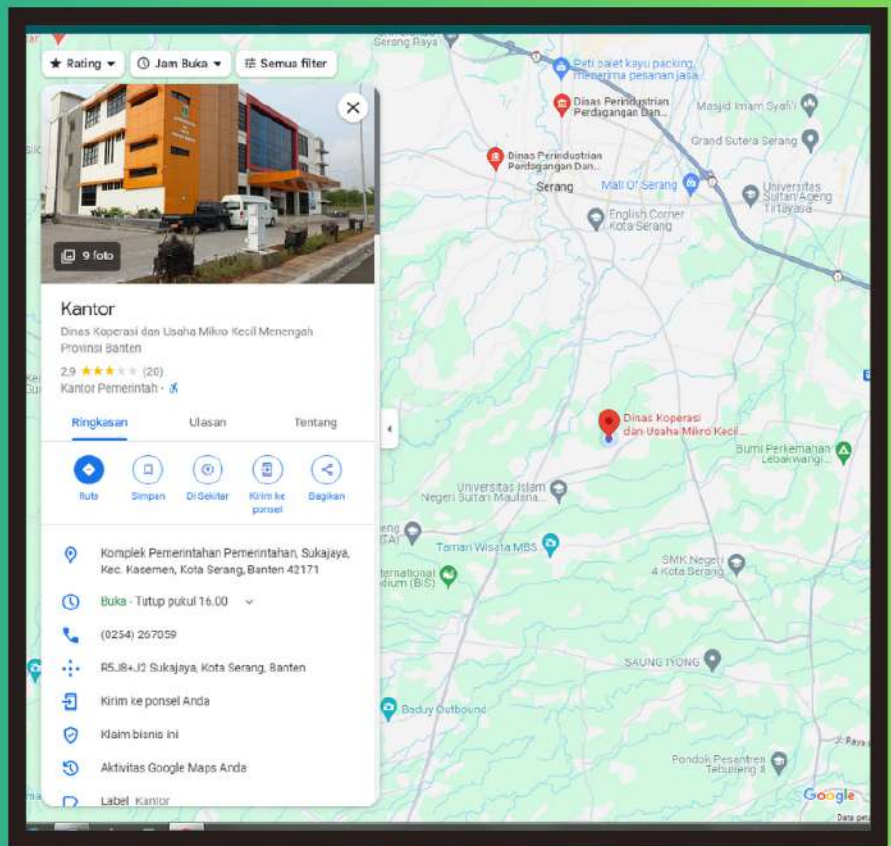 Rating
Jam Buka
Semua filter
9 foto
Kantor
Dinas Koperasi dan Usaha Mikro Kecil Menengah
Provinsi Banten
2,9 (20)
Kantor Pemerintah
Ringkasan
Ulasan
Tentang
Rute
Simpan
Di Sekitar
Kirim ke
ponsel
Bagikan
Komplek Pemerintahan Pemerintahan, Sukajaya,
Kec. Kasemen, Kota Serang, Banten 42171
Buka · Tutup pukul 16.00
(0254) 267059
R5J8+J2 Sukajaya, Kota Serang, Banten
Kirim ke ponsel Anda
Klaim bisnis ini
Aktivitas Google Maps Anda
Label Kantor
Serang Raya
Peti palet kayu packing,
menerima pesanan jasa...
Dinas Perindustrian
Perdagangan Dan...
Masjid Imam Syafi'i
Grand Sutera Serang
Dinas Perindustrian
Perdagangan Dan...
Serang
Mall Of Serang
Universitas
Sultan Ageng
Tirtayasa
English Corner
Kota Serang
Dinas Koperasi
dan Usaha Mikro Kecil...
Bumi Perkemahan
Lebakwangi...
Universitas Islam
Negeri Sultan Maulana...
Taman Wisata MBS
SMK Negeri
4 Kota Serang
(BIS)
SAUNG IYONG
Baduy Outbound
Pondok Pesantren
Tebuireng 8
Jl. Raya
Google
Data